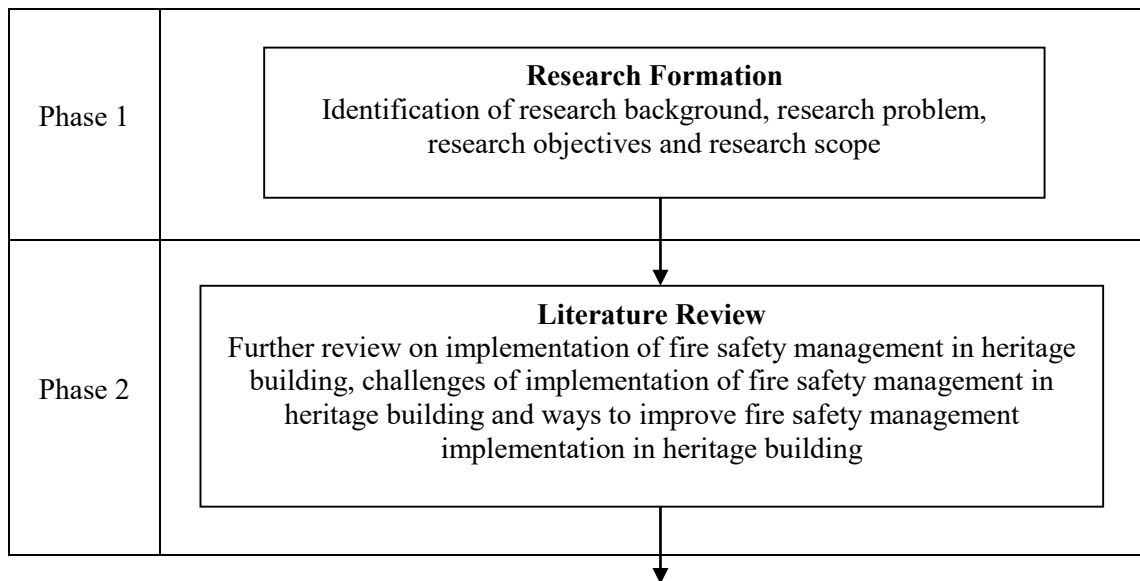 Phase 1
Research Formation
Identification of research background, research problem,
research objectives and research scope
Phase 2
Literature Review
Further review on implementation of fire safety management in heritage
building, challenges of implementation of fire safety management in
heritage building and ways to improve fire safety management
implementation in heritage building